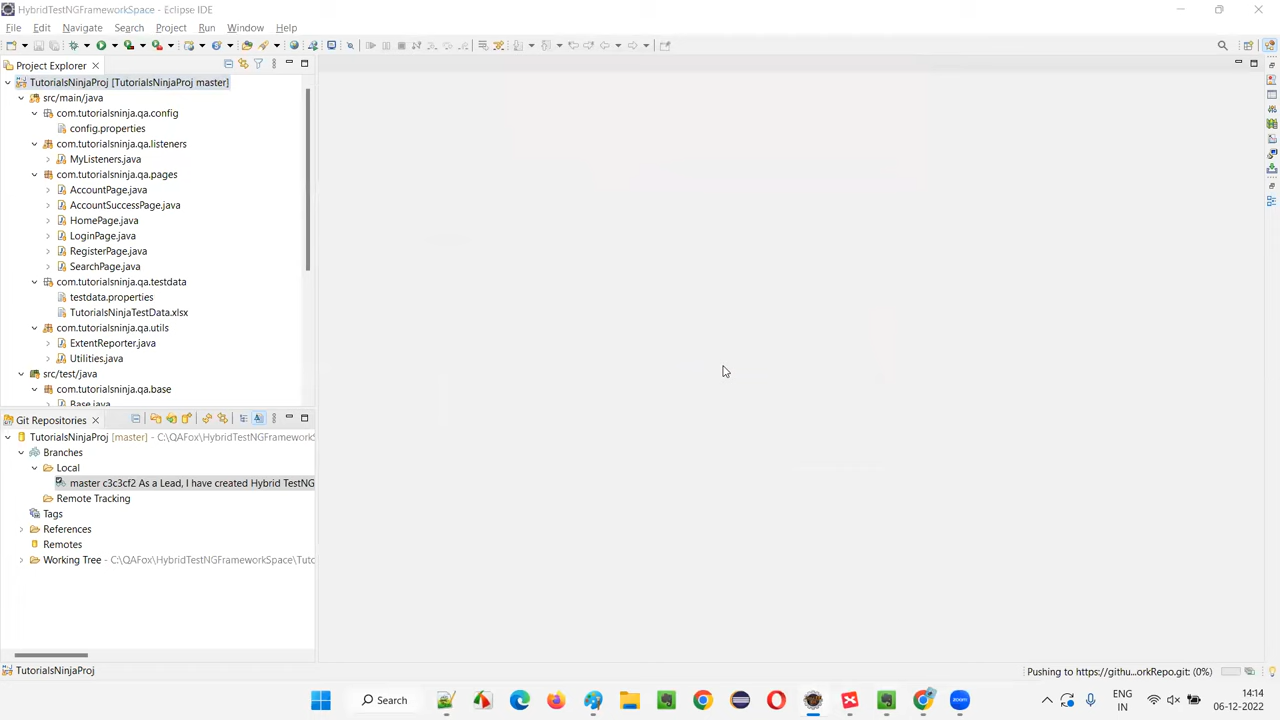 HybridTestNGFrameworkSpace - Eclipse IDE
File Edit Navigate Search Project Run Window Help
Project Explorer
TutorialsNinjaProj [TutorialsNinjaProj master]
src/main/java
com.tutorialsninja.qa.config
config.properties
com.tutorialsninja.qa.listeners
MyListeners.java
com.tutorialsninja.qa.pages
AccountPage.java
AccountSuccessPage.java
HomePage.java
LoginPage.java
RegisterPage.java
SearchPage.java
com.tutorialsninja.qa.testdata
testdata.properties
TutorialsNinjaTestData.xlsx
com.tutorialsninja.qa.utils
ExtentReporter.java
Utilities.java
src/test/java
com.tutorialsninja.qa.base
Base.java
Git Repositories
TutorialsNinjaProj [master] - C:\QAFox\HybridTestNGFrameworkS
Branches
Local
master c3c3cf2 As a Lead, I have created Hybrid TestNG
Remote Tracking
Tags
References
Remotes
Working Tree - C:\QAFox\HybridTestNGFrameworkSpace\Tuto
TutorialsNinjaProj
Pushing to https://githu...orkRepo.git: (0%)
Search
ENG
IN
14:14
06-12-2022